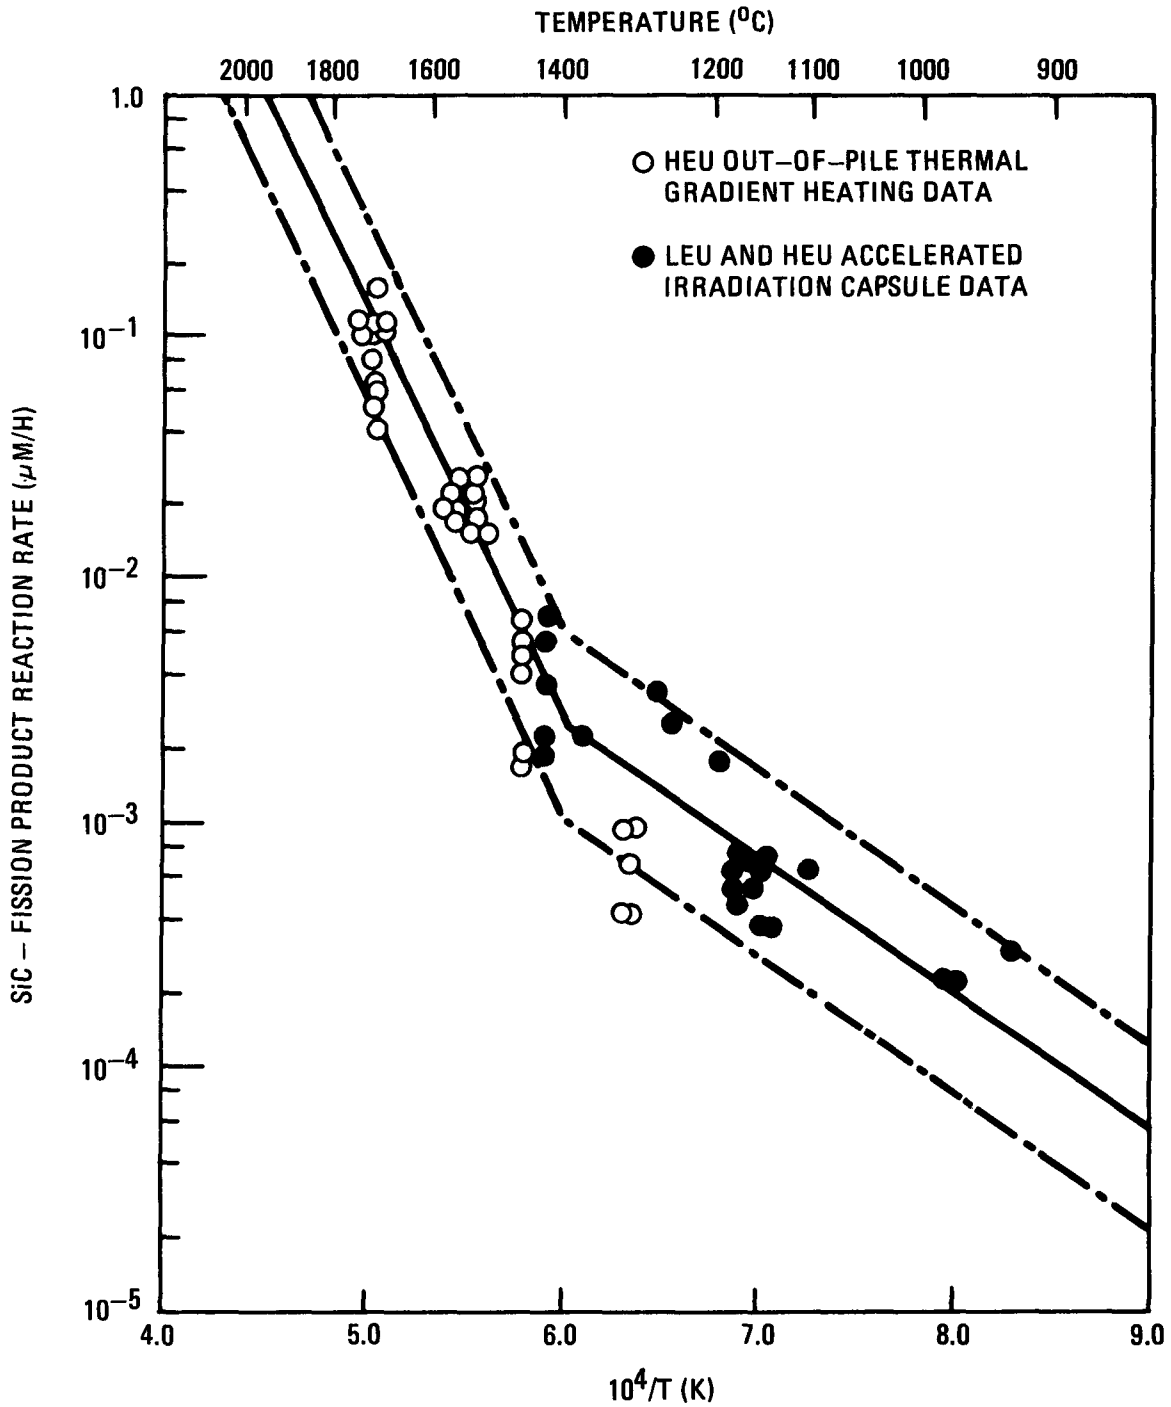 TEMPERATURE (⁰C)
2000 1800 1600 1400 1200 1100 1000 900
1.0
○ HEU OUT–OF–PILE THERMAL
GRADIENT HEATING DATA
● LEU AND HEU ACCELERATED
IRRADIATION CAPSULE DATA
10⁻¹
10⁻²
10⁻³
10⁻⁴
10⁻⁵
SiC – FISSION PRODUCT REACTION RATE (μM/H)
4.0 5.0 6.0 7.0 8.0 9.0
10⁴/T (K)